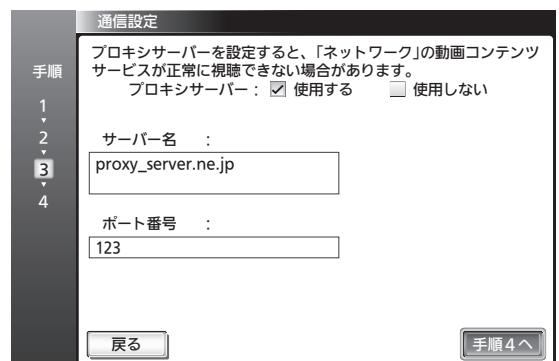 通信設定
手順
1
2
3
4
プロキシサーバーを設定すると、「ネットワーク」の動画コンテンツ
サービスが正常に視聴できない場合があります。
プロキシサーバー : 使用する 使用しない
サーバー名 :
proxy_server.ne.jp
ポート番号 :
123
戻る
手順4へ